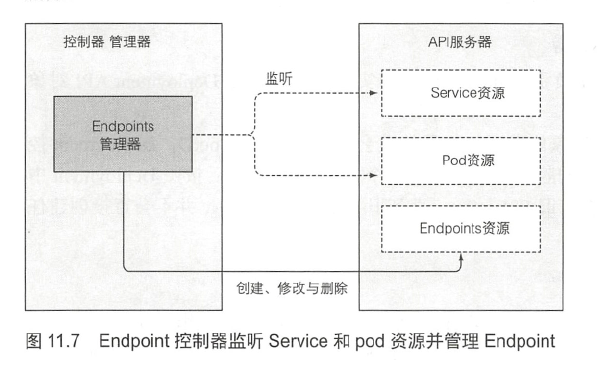 控制器 管理器
API服务器
监听
Service资源
Endpoints
管理器
Pod资源
Endpoints资源
创建、修改与删除
图 11.7 Endpoint 控制器监听 Service 和 pod 资源并管理 Endpoint